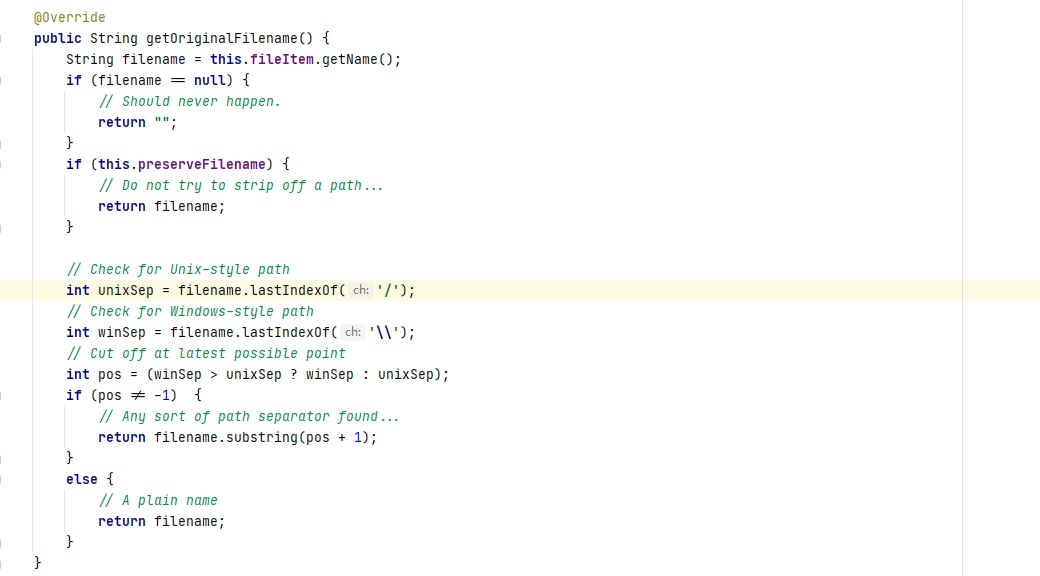 @Override
public String getOriginalFilename() {
    String filename = this.fileItem.getName();
    if (filename == null) {
        // Should never happen.
        return "";
    }
    if (this.preserveFilename) {
        // Do not try to strip off a path...
        return filename;
    }

    // Check for Unix-style path
    int unixSep = filename.lastIndexOf( ch: '/');
    // Check for Windows-style path
    int winSep = filename.lastIndexOf( ch: '\\');
    // Cut off at latest possible point
    int pos = (winSep > unixSep ? winSep : unixSep);
    if (pos != -1)  {
        // Any sort of path separator found...
        return filename.substring(pos + 1);
    }
    else {
        // A plain name
        return filename;
    }
}